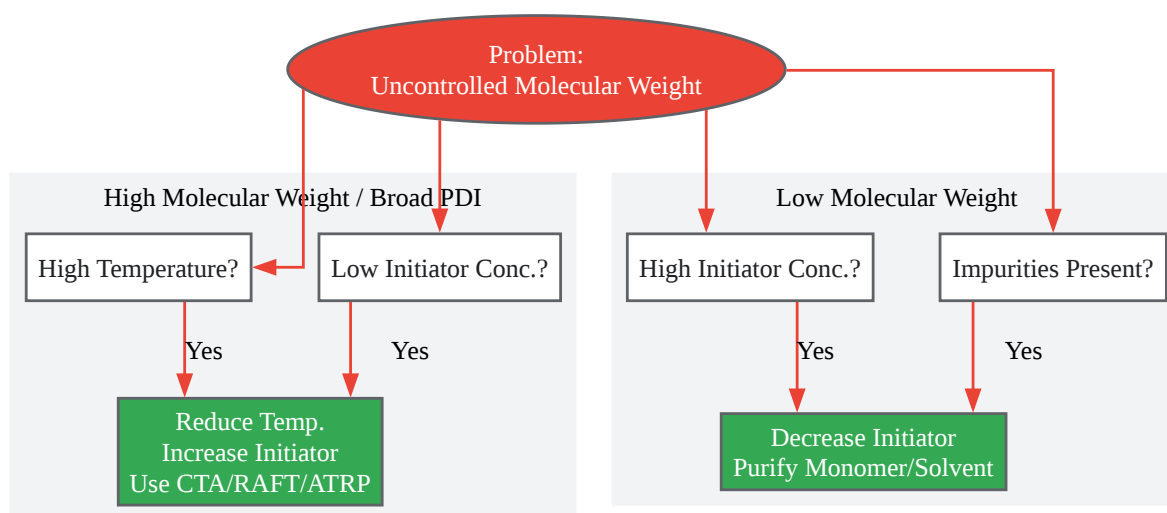 Problem:
Uncontrolled Molecular Weight
High Molecular Weight / Broad PDI
Low Molecular Weight
High Temperature?
Low Initiator Conc.?
High Initiator Conc.?
Impurities Present?
Yes
Yes
Yes
Yes
Reduce Temp.
Increase Initiator
Use CTA/RAFT/ATRP
Decrease Initiator
Purify Monomer/Solvent